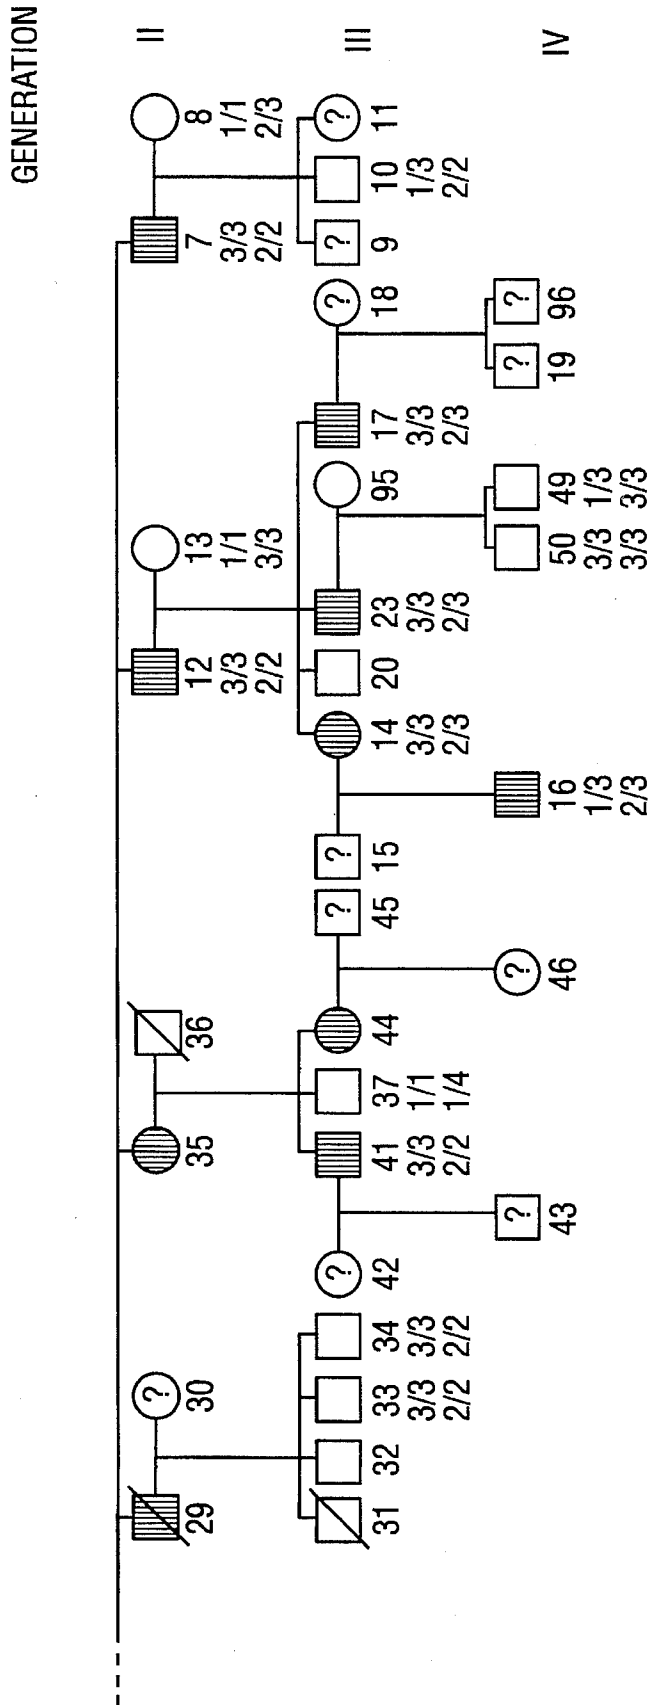 GENERATION
? II
29 30 35 36 12 13 7 8
3/3 1/1 3/3 1/1
2/2 3/3 2/2 2/3
? ? ? ? ? ? III
31 32 33 34 42 41 37 44 45 15 14 20 23 95 17 18 9 10 11
3/3 3/3 3/3 1/1 3/3 3/3 3/3 1/3
2/2 2/2 2/2 1/4 2/3 2/3 2/3 2/2
? ? ? ? IV
43 46 16 50 49 19 96
1/3 3/3 1/3
2/3 3/3 3/3